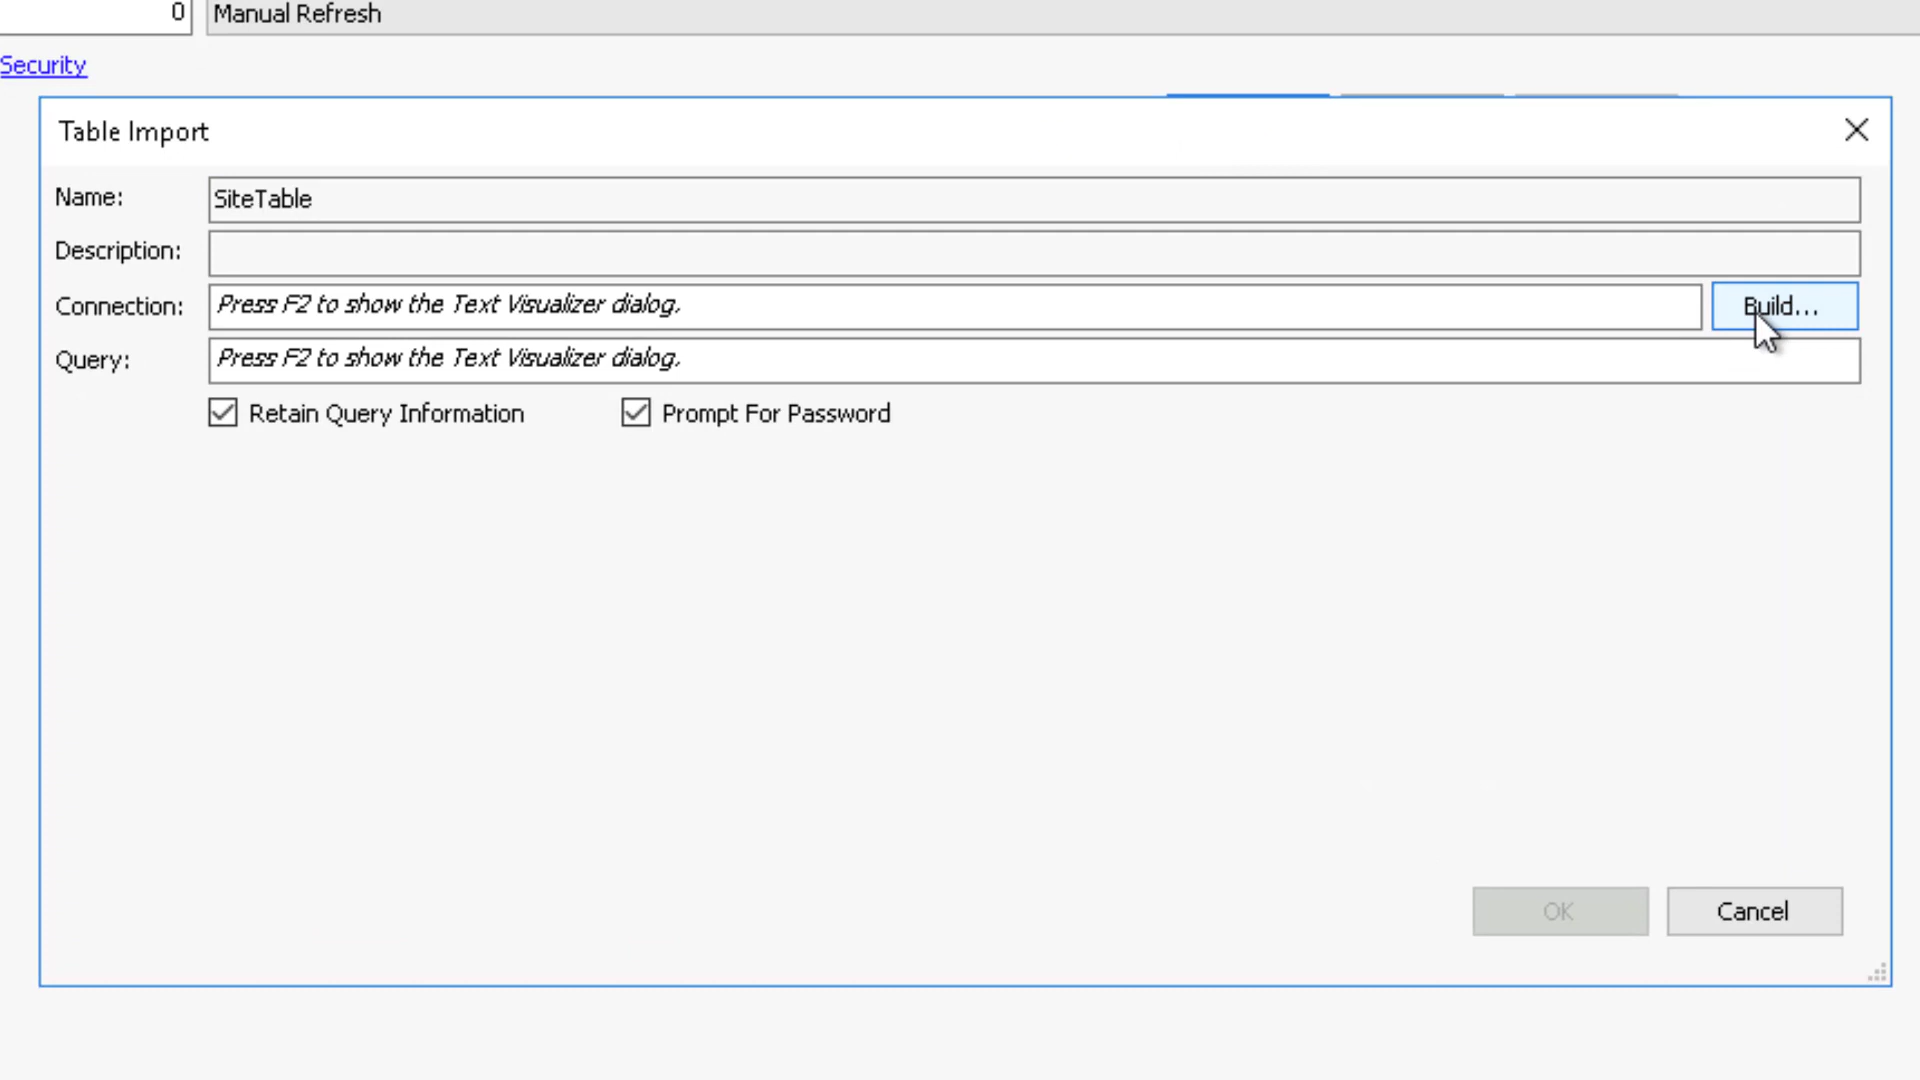 0 Manual Refresh
Security
Table Import
Name: SiteTable
Description:
Connection: Press F2 to show the Text Visualizer dialog. Build...
Query: Press F2 to show the Text Visualizer dialog.
Retain Query Information Prompt For Password
OK Cancel